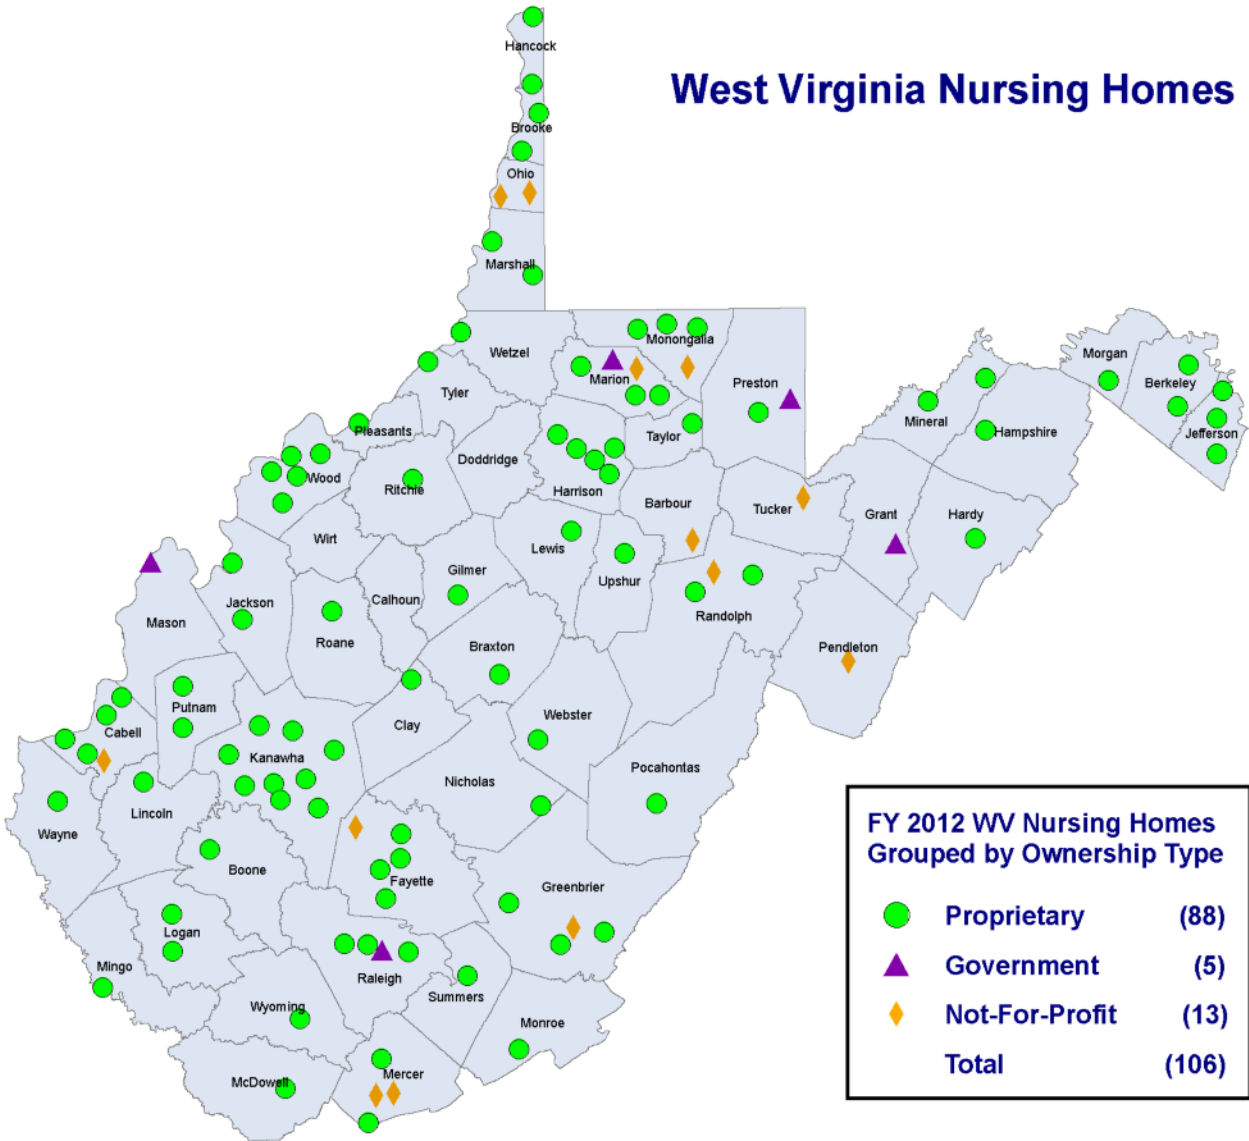 Hancock
West Virginia Nursing Homes
Brooke
Ohio
Marshall
Monongalia
Wetzel
Morgan
Marion
Preston
Berkeley
Tyler
Mineral
Pleasants
Hampshire
Jefferson
Taylor
Doddridge
Wood
Ritchie
Harrison
Barbour
Tucker
Grant
Hardy
Wirt
Lewis
Gilmer
Upshur
Calhoun
Jackson
Randolph
Mason
Roane
Braxton
Pendleton
Putnam
Webster
Clay
Cabell
Kanawha
Pocahontas
Nicholas
Lincoln
Wayne
Boone
Fayette
Greenbrier
Logan
Mingo
Raleigh
Summers
Wyoming
Monroe
Mercer
McDowell
FY 2012 WV Nursing Homes
Grouped by Ownership Type
Proprietary (88)
Government (5)
Not-For-Profit (13)
Total (106)